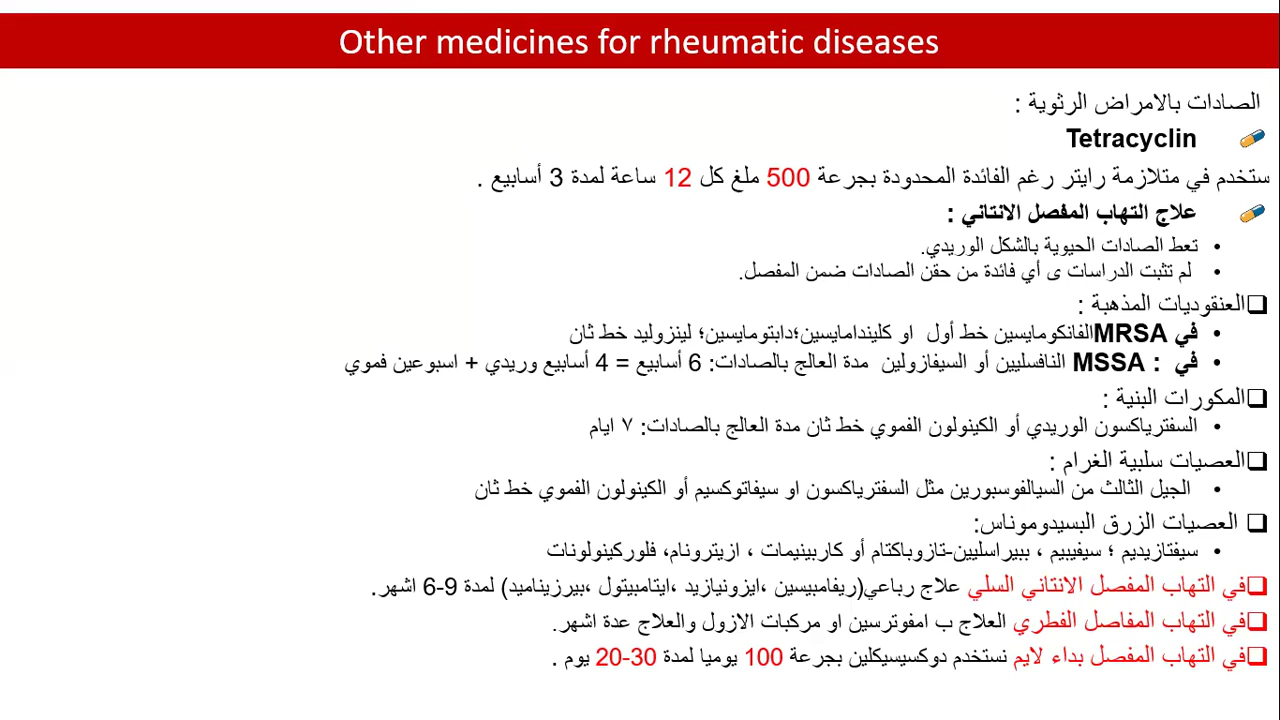 Other medicines for rheumatic diseases
الصادات بالامراض الرثوية :
Tetracyclin
ستخدم في متلازمة رايتر رغم الفائدة المحدودة بجرعة 500 ملغ كل 12 ساعة لمدة 3 أسابيع .
علاج التهاب المفصل الانتاني :
تعط الصادات الحيوية بالشكل الوريدي.
لم تثبت الدراسات ى أي فائدة من حقن الصادات ضمن المفصل.
العنقوديات المذهبة :
في MRSAالفانكومايسين خط أول او كليندامايسين؛دابتومايسين؛ لينزوليد خط ثان
في : MSSA النافسليين أو السيفازولين مدة العالج بالصادات: 6 أسابيع = 4 أسابيع وريدي + اسبوعين فموي
المكورات البنية :
السفترياكسون الوريدي أو الكينولون الفموي خط ثان مدة العالج بالصادات: ٧ ايام
العصيات سلبية الغرام :
الجيل الثالث من السيالفوسبورين مثل السفترياكسون او سيفاتوكسيم أو الكينولون الفموي خط ثان
العصيات الزرق البسيدوموناس:
سيفتازيديم ؛ سيفيبيم ، بيبيراسليين-تازوباكتام أو كاربينيمات ، ازيترونام، فلوركينولونات
في التهاب المفصل الانتاني السلي علاج رباعي(ريفامبيسين ،ايزونيازيد ،ايتامبيتول ،بيرزيناميد) لمدة 9-6 اشهر.
في التهاب المفاصل الفطري العلاج ب امفوترسين او مركبات الازول والعلاج عدة اشهر.
في التهاب المفصل بداء لايم نستخدم دوكسيسيكلين بجرعة 100 يوميا لمدة 30-20 يوم .